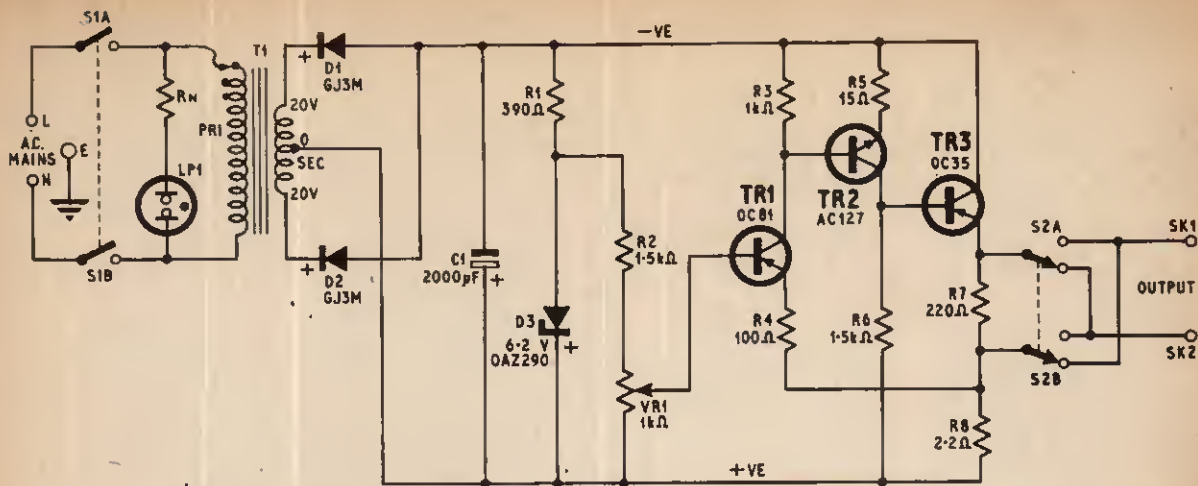 S1A
L
A.C.
MAINS
E
N
S1B
RN
LP1
PRI
T1
20V
0
SEC
20V
+
D1
GJ3M
+
D2
GJ3M
C1
2000µF
+
-VE
R1
390Ω
D3
6·2 V
OAZ290
+
R2
1·5kΩ
VR1
1kΩ
R3
1kΩ
TR1
OC81
R4
100Ω
R5
15Ω
TR2
AC127
R6
1·5kΩ
TR3
OC35
R7
220Ω
R8
2·2Ω
+VE
S2A
S2B
SK1
OUTPUT
SK2